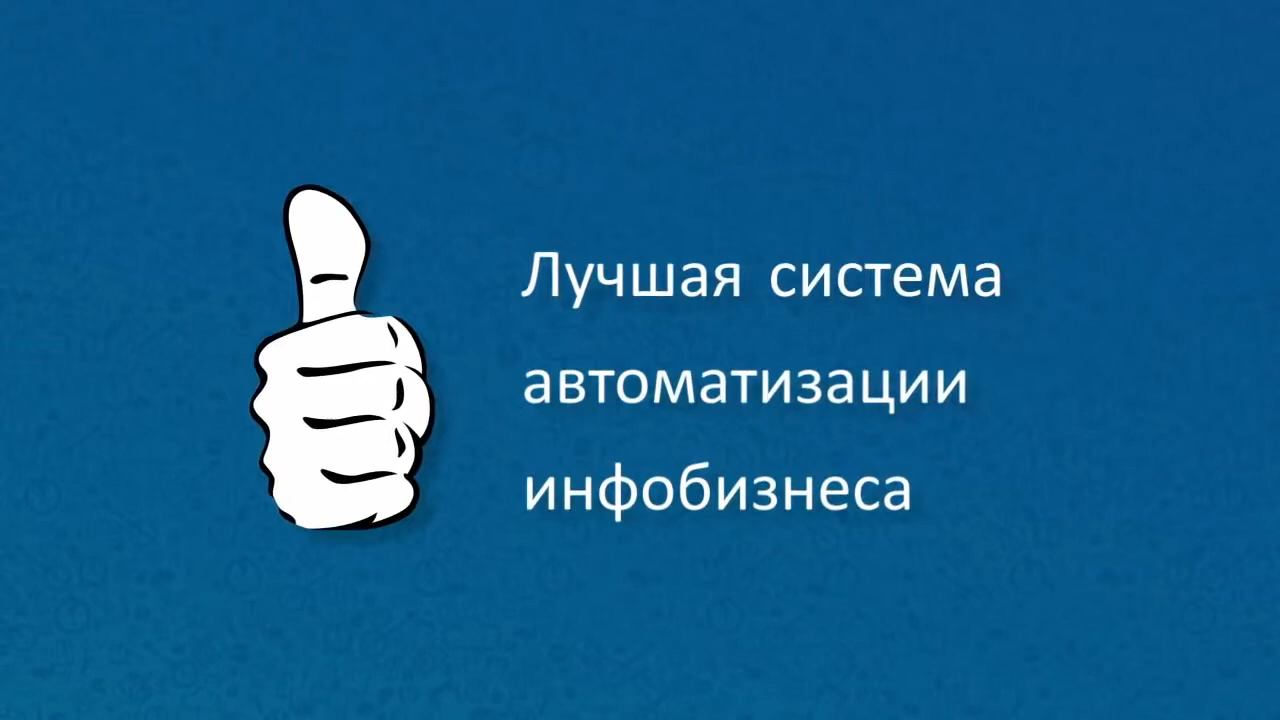 Лучшая система
автоматизации
инфобизнеса